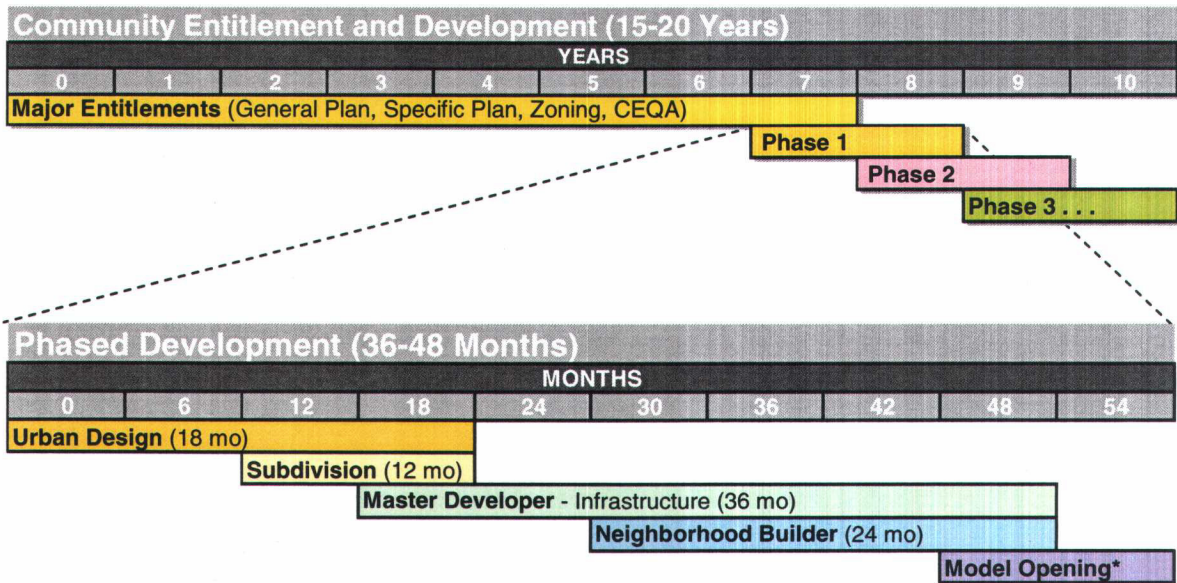 Community Entitlement and Development (15-20 Years)
YEARS
0 1 2 3 4 5 6 7 8 9 10
Major Entitlements (General Plan, Specific Plan, Zoning, CEQA)
Phase 1
Phase 2
Phase 3 . . .
Phased Development (36-48 Months)
MONTHS
0 6 12 18 24 30 36 42 48 54
Urban Design (18 mo)
Subdivision (12 mo)
Master Developer - Infrastructure (36 mo)
Neighborhood Builder (24 mo)
Model Opening*